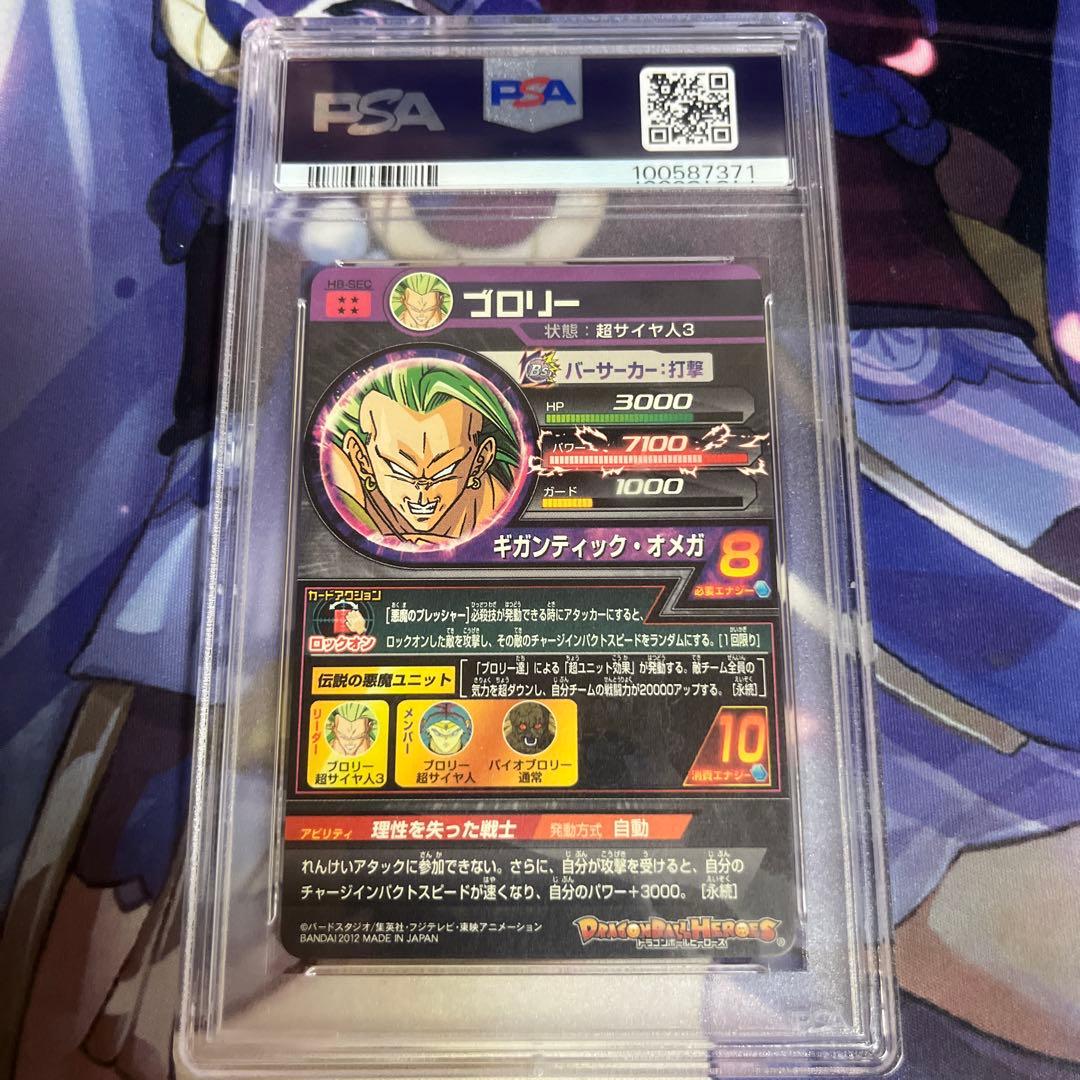 PSA
PSA
100587371
H8-SEC
ブロリー
状態：超サイヤ人3
Bs バーサーカー：打撃
HP 3000
パワー 7100
ガード 1000
ギガンティック・オメガ 8
必要エナジー
カードアクション
ロックオン
[悪魔のプレッシャー]必殺技が発動できる時にアタッカーにすると、
ロックオンした敵を攻撃し、その敵のチャージインパクトスピードをランダムにする。[1回限り]
伝説の悪魔ユニット
「ブロリー達」による「超ユニット効果」が発動する。敵チーム全員の
気力を超ダウンし、自分チームの戦闘力が20000アップする。[永続]
リーダー
ブロリー
超サイヤ人3
メンバー
ブロリー
超サイヤ人
バイオブロリー
通常
10
消費エナジー
アビリティ 理性を失った戦士 発動方式 自動
れんけいアタックに参加できない。さらに、自分が攻撃を受けると、自分の
チャージインパクトスピードが速くなり、自分のパワー+3000。[永続]
©バードスタジオ/集英社・フジテレビ・東映アニメーション
BANDAI 2012 MADE IN JAPAN
DRAGONBALL HEROES
ドラゴンボールヒーローズ
®
PSA